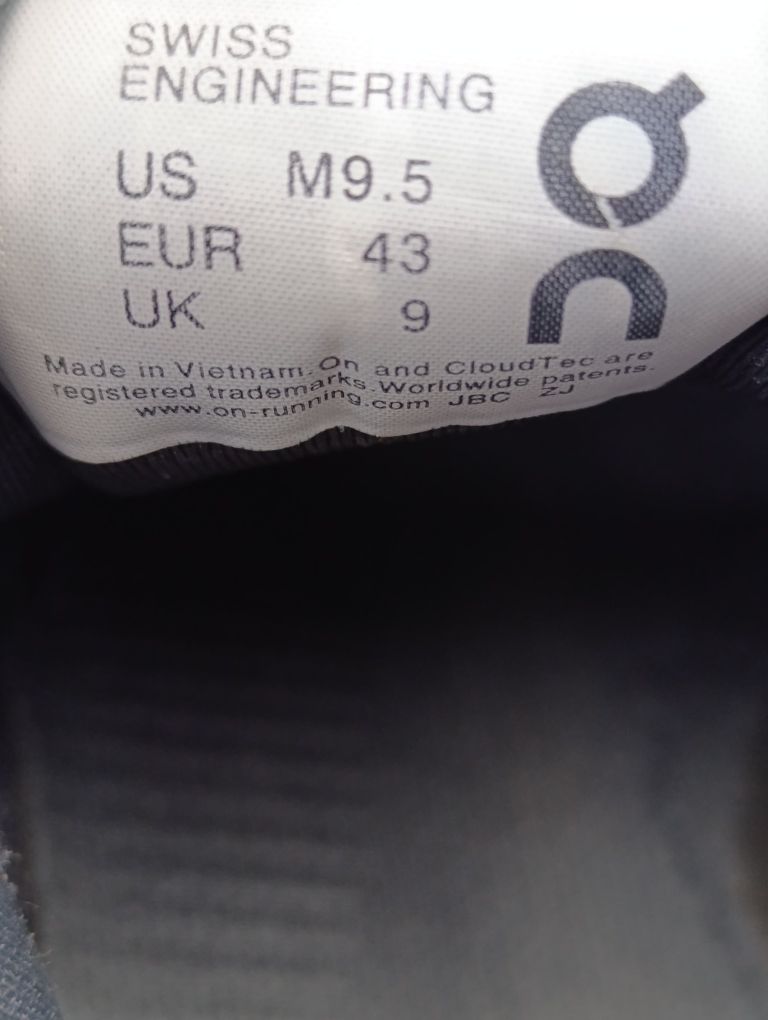 SWISS
ENGINEERING
US M9.5
EUR 43
UK 9
Made in Vietnam. On and CloudTec are
registered trademarks. Worldwide patents.
www.on-running.com JBC ZJ